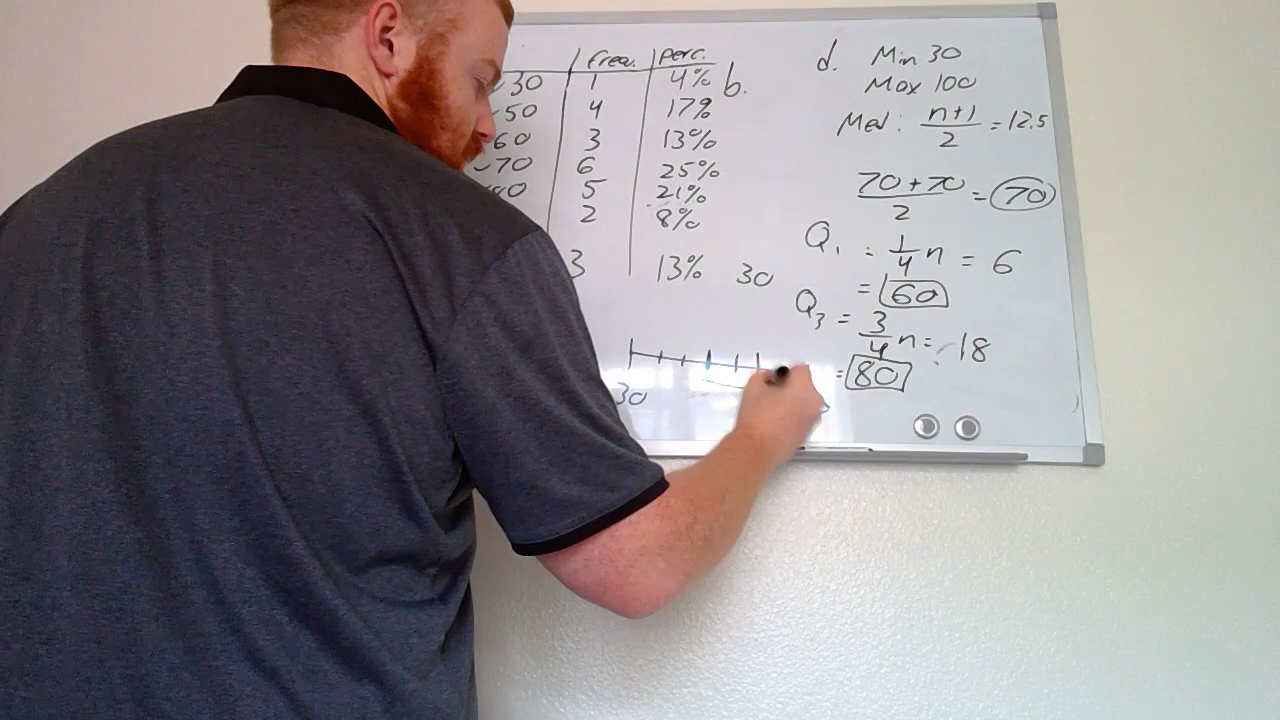 Freq. perc.
30 1 4% b.
50 4 17%
60 3 13%
70 6 25%
80 5 21%
2 8%
3 13% 30
30
d. Min 30
Max 100
Med: n+1/2 = 12.5
70+70/2 = 70
Q1 = 1/4 n = 6
= 60
Q3 = 3/4 n = 18
= 80